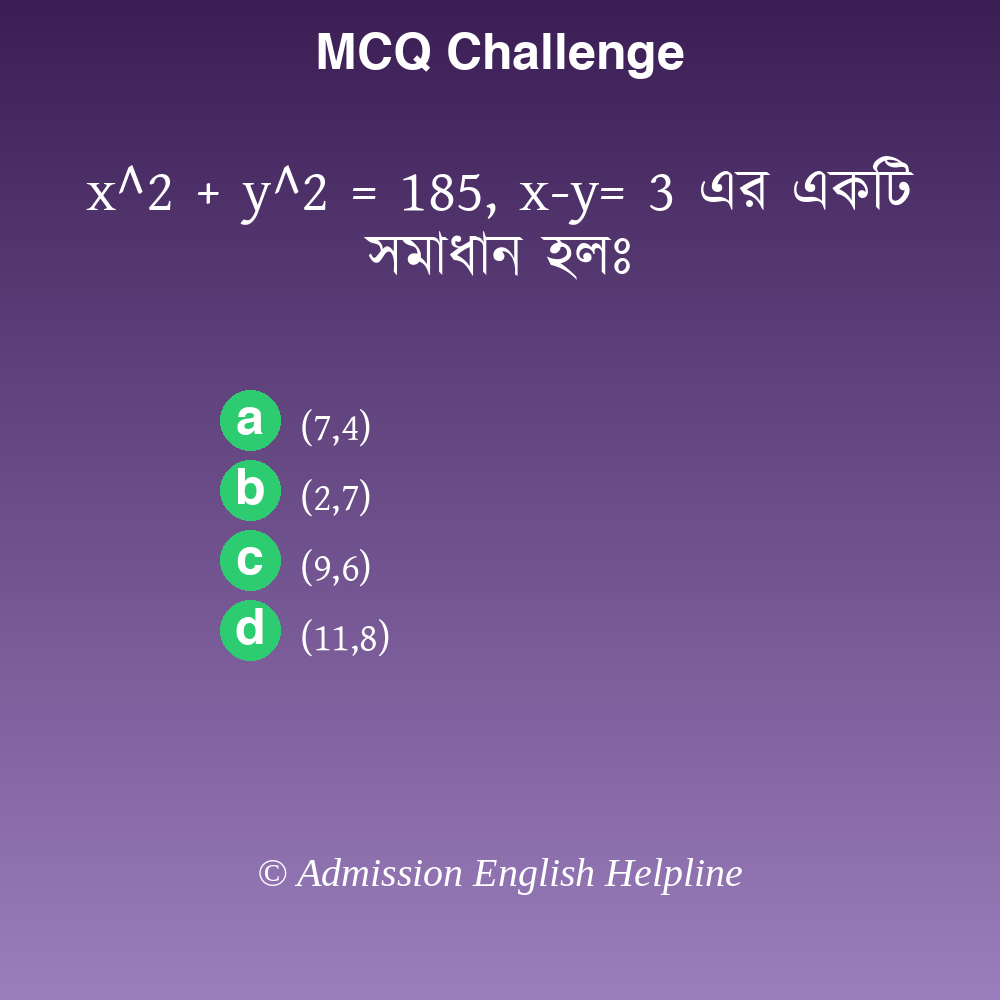 MCQ Challenge
x^2 + y^2 = 185, x-y= 3 এর একটি
সমাধান হলঃ
a (7,4)
b (2,7)
c (9,6)
d (11,8)
© Admission English Helpline